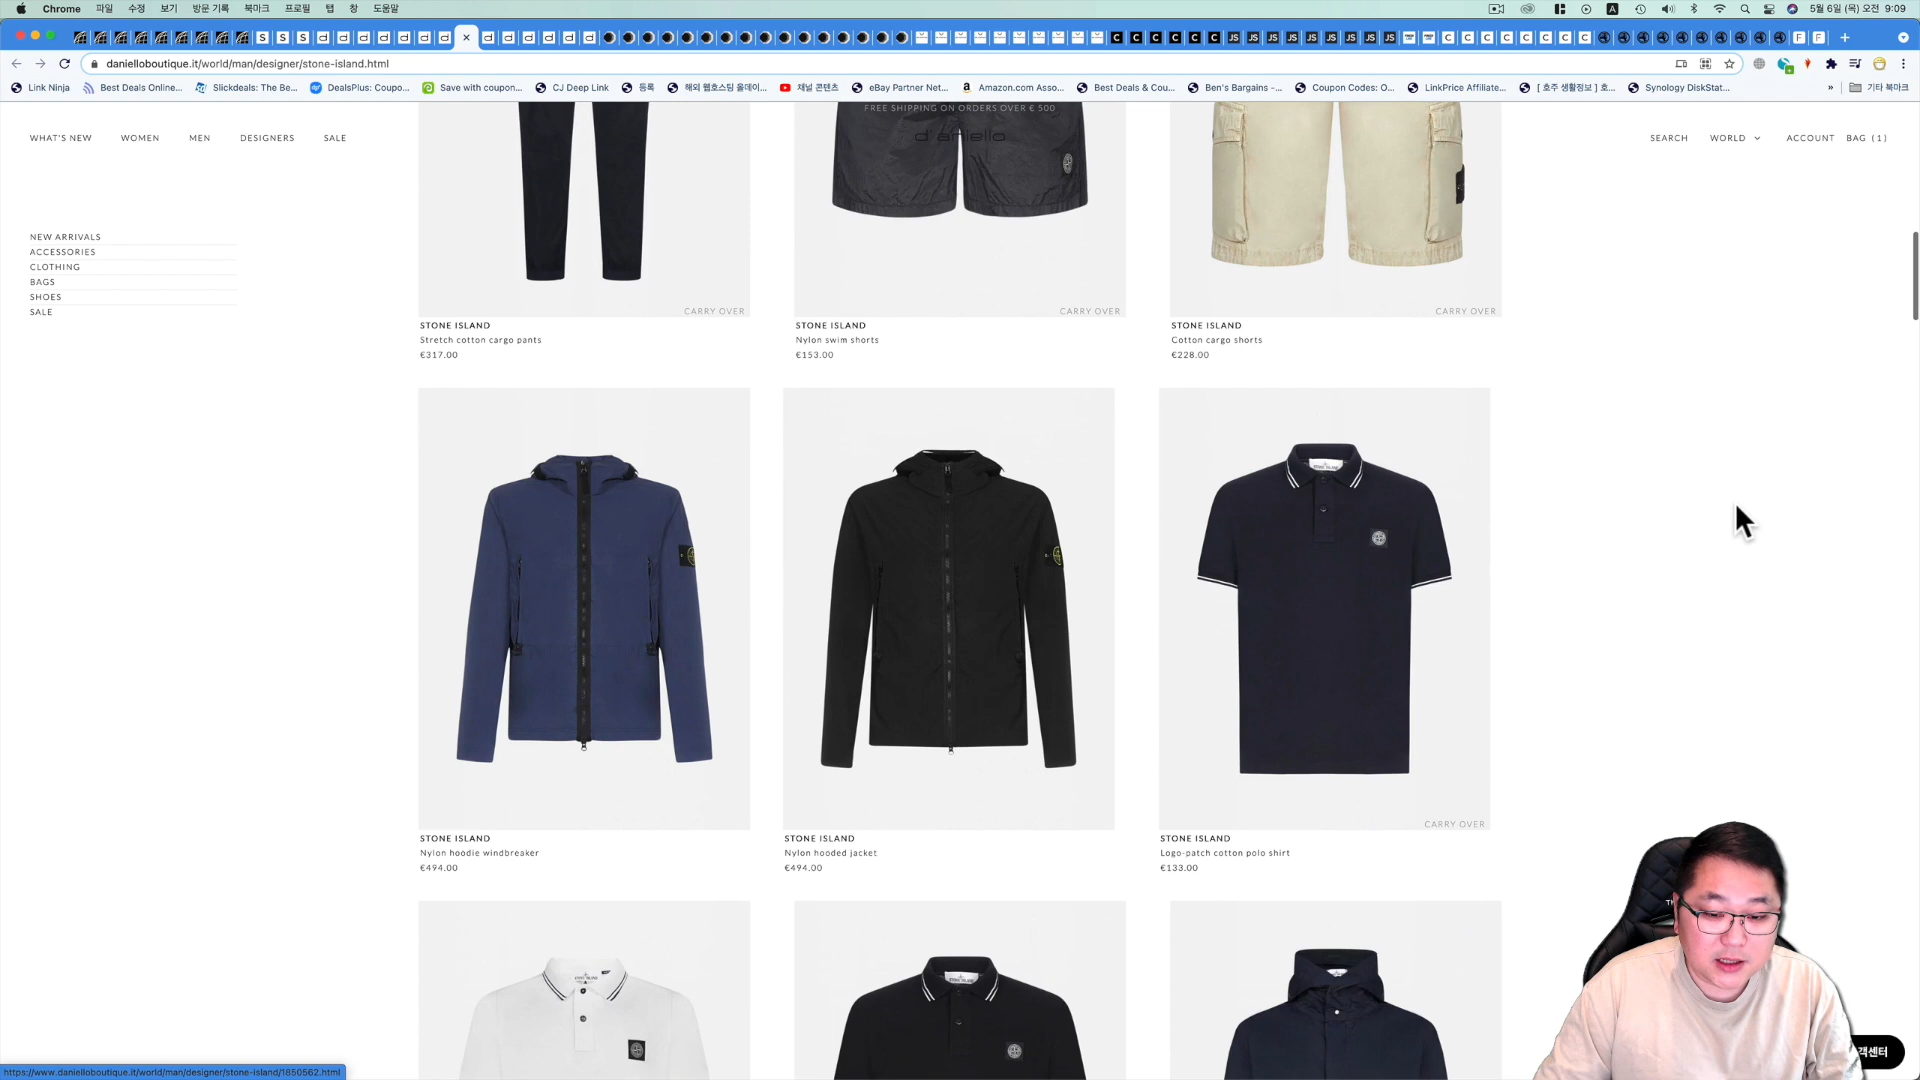 Chrome 파일 수정 보기 방문 기록 북마크 프로필 탭 창 도움말 5월 6일 (목) 오전 9:09
danielloboutique.it/world/man/designer/stone-island.html
Link Ninja Best Deals Online... Slickdeals: The Be... DealsPlus: Coupo... Save with coupon... CJ Deep Link 등록 해외 웹호스팅 올데이... 채널 콘텐츠 eBay Partner Net... Amazon.com Asso... Best Deals & Cou... Ben's Bargains -... Coupon Codes: O... LinkPrice Affiliate... [ 호주 생활정보 ] 호... Synology DiskStat... » 기타 북마크
FREE SHIPPING ON ORDERS OVER € 500
WHAT'S NEW WOMEN MEN DESIGNERS SALE d'aniello SEARCH WORLD ACCOUNT BAG (1)
NEW ARRIVALS
ACCESSORIES
CLOTHING
BAGS
SHOES
SALE
CARRY OVER CARRY OVER CARRY OVER
STONE ISLAND STONE ISLAND STONE ISLAND
Stretch cotton cargo pants Nylon swim shorts Cotton cargo shorts
€317.00 €153.00 €228.00
CARRY OVER
STONE ISLAND STONE ISLAND STONE ISLAND
Nylon hoodie windbreaker Nylon hooded jacket Logo-patch cotton polo shirt
€494.00 €494.00 €133.00
객센터
https://www.danielloboutique.it/world/man/designer/stone-island/1850562.html